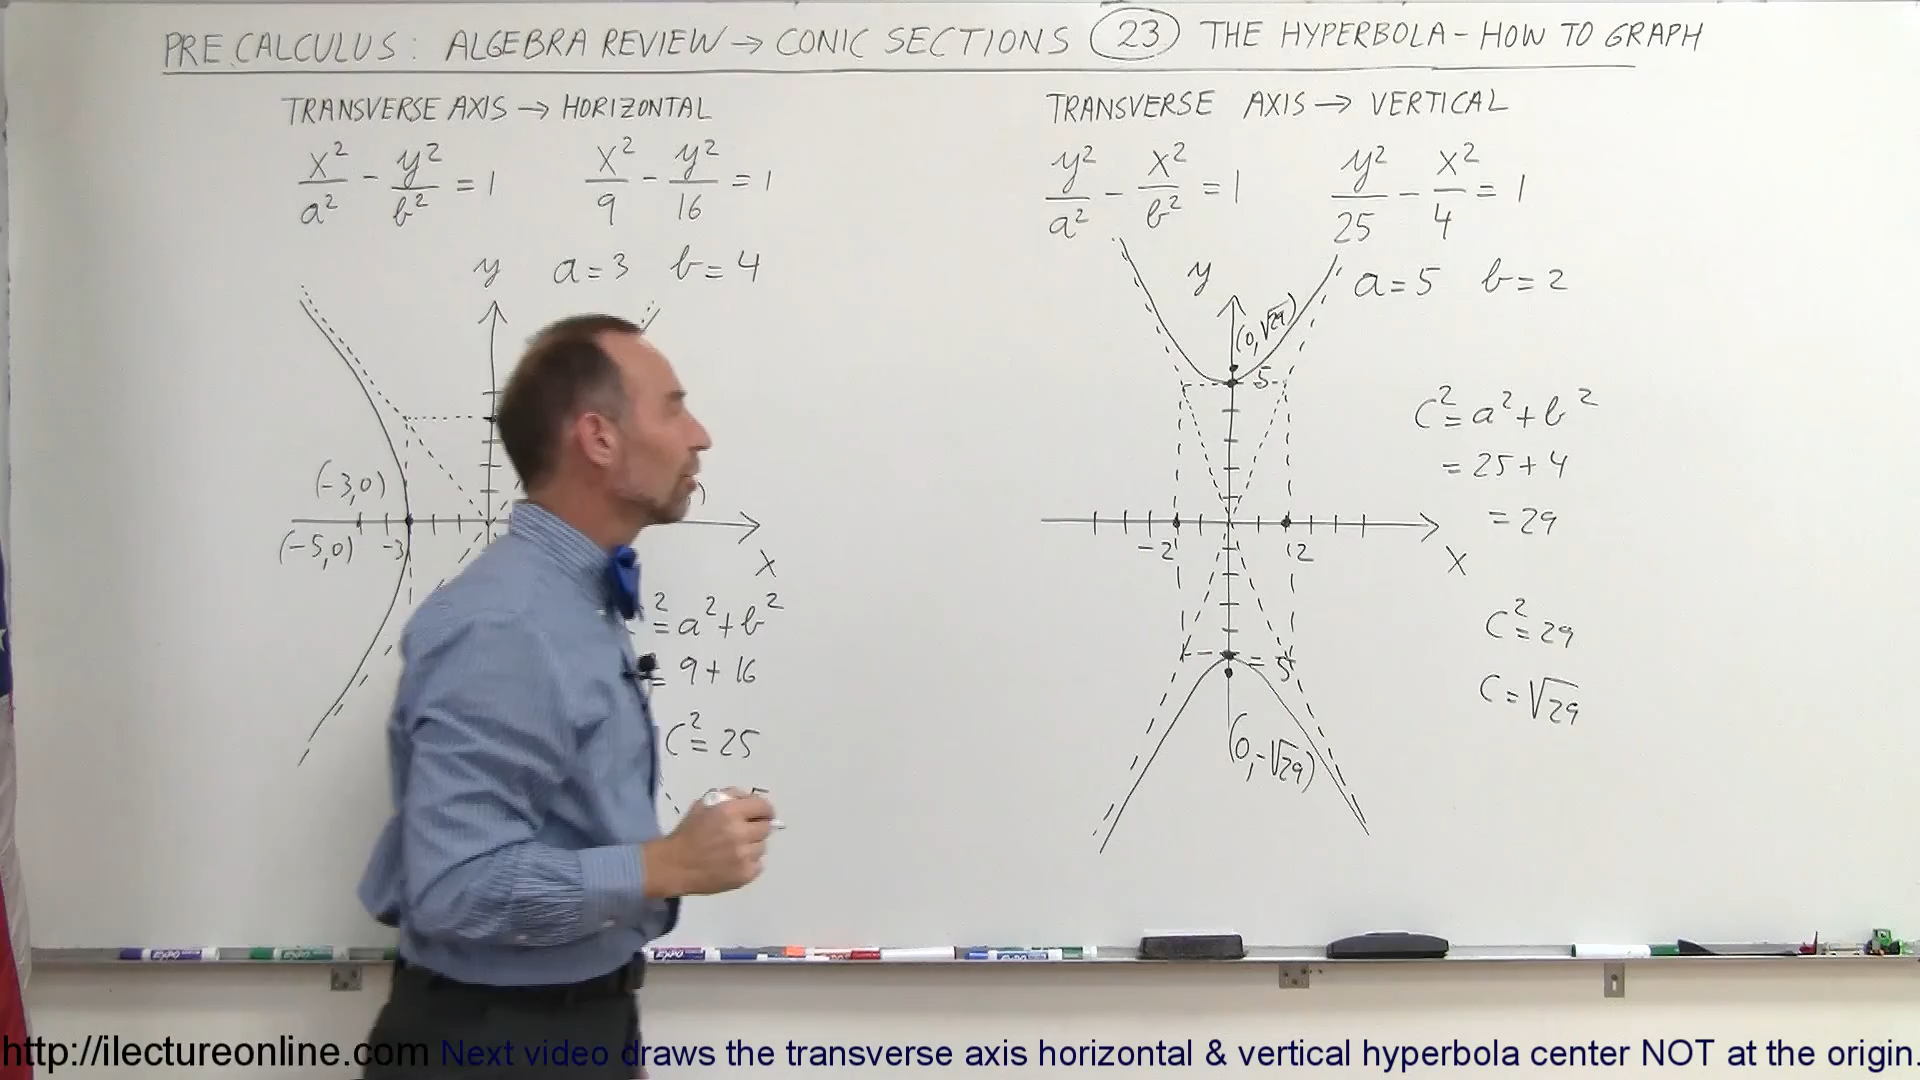 PRE CALCULUS: ALGEBRA REVIEW → CONIC SECTIONS 23 THE HYPERBOLA - HOW TO GRAPH
TRANSVERSE AXIS → HORIZONTAL
x²/a² - y²/b² = 1
x²/9 - y²/16 = 1
y
a = 3 b = 4
(-3,0)
(-5,0) -3
x
² = a² + b²
= 9 + 16
C² = 25
TRANSVERSE AXIS → VERTICAL
y²/a² - x²/b² = 1
y²/25 - x²/4 = 1
y
a = 5 b = 2
(0, √29)
5
C² = a² + b²
= 25 + 4
= 29
-2 2
x
C² = 29
C = √29
(0, -√29)
EXPO
http://ilectureonline.com Next video draws the transverse axis horizontal & vertical hyperbola center NOT at the origin.